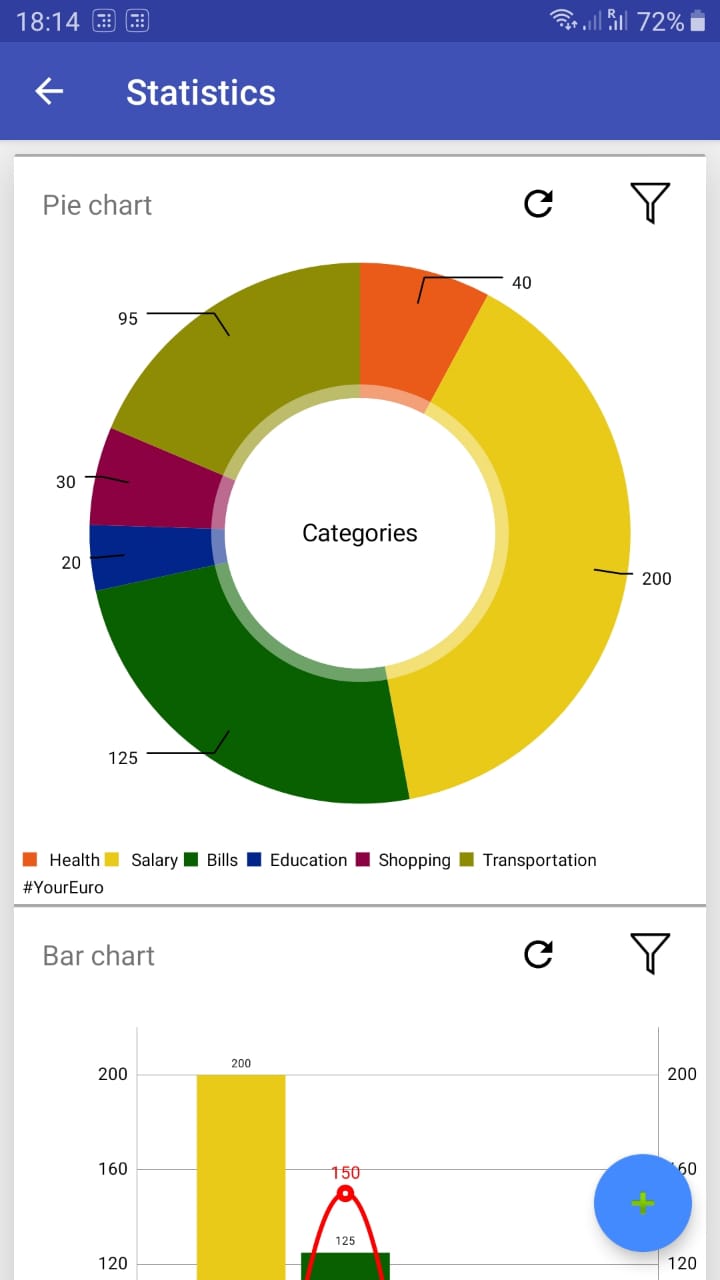 18:14 R 72%
Statistics
Pie chart
40
95
30
Categories
20
200
125
Health Salary Bills Education Shopping Transportation
#YourEuro
Bar chart
200
200 200
150
160 60
125
120 120